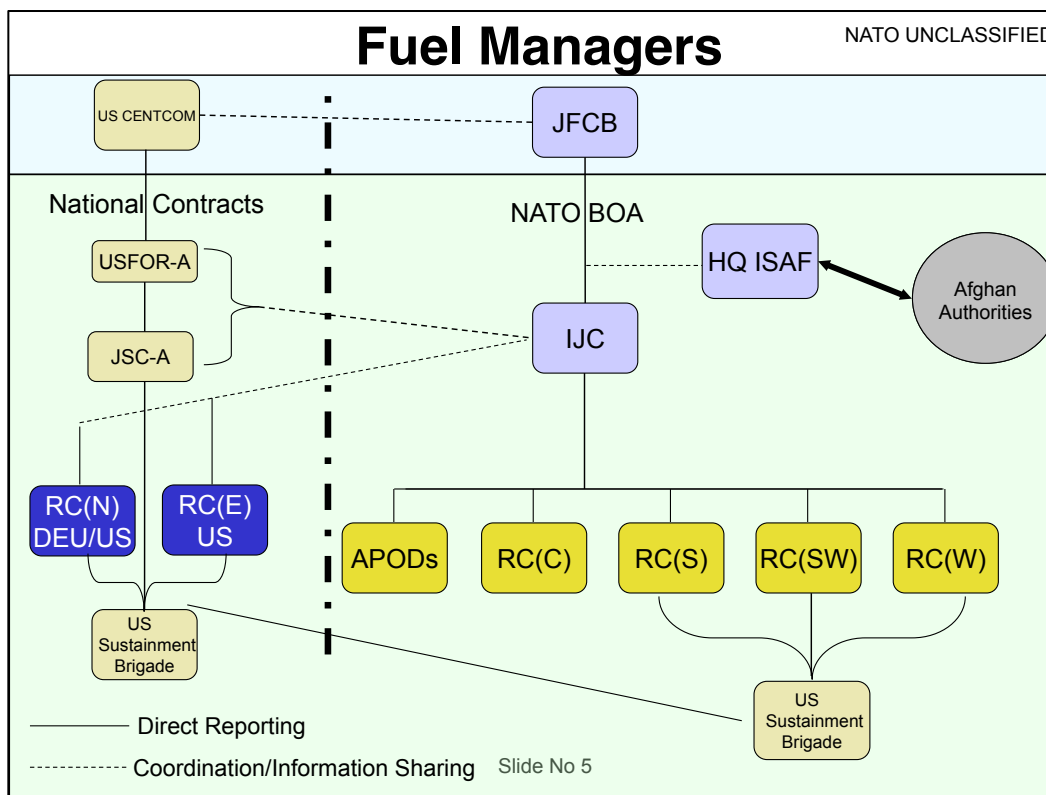 Fuel Managers
NATO UNCLASSIFIED
US CENTCOM
JFCB
National Contracts
NATO BOA
USFOR-A
HQ ISAF
Afghan
Authorities
JSC-A
IJC
RC(N)
DEU/US
RC(E)
US
APODs
RC(C)
RC(S)
RC(SW)
RC(W)
US
Sustainment
Brigade
US
Sustainment
Brigade
Direct Reporting
Coordination/Information Sharing
Slide No 5